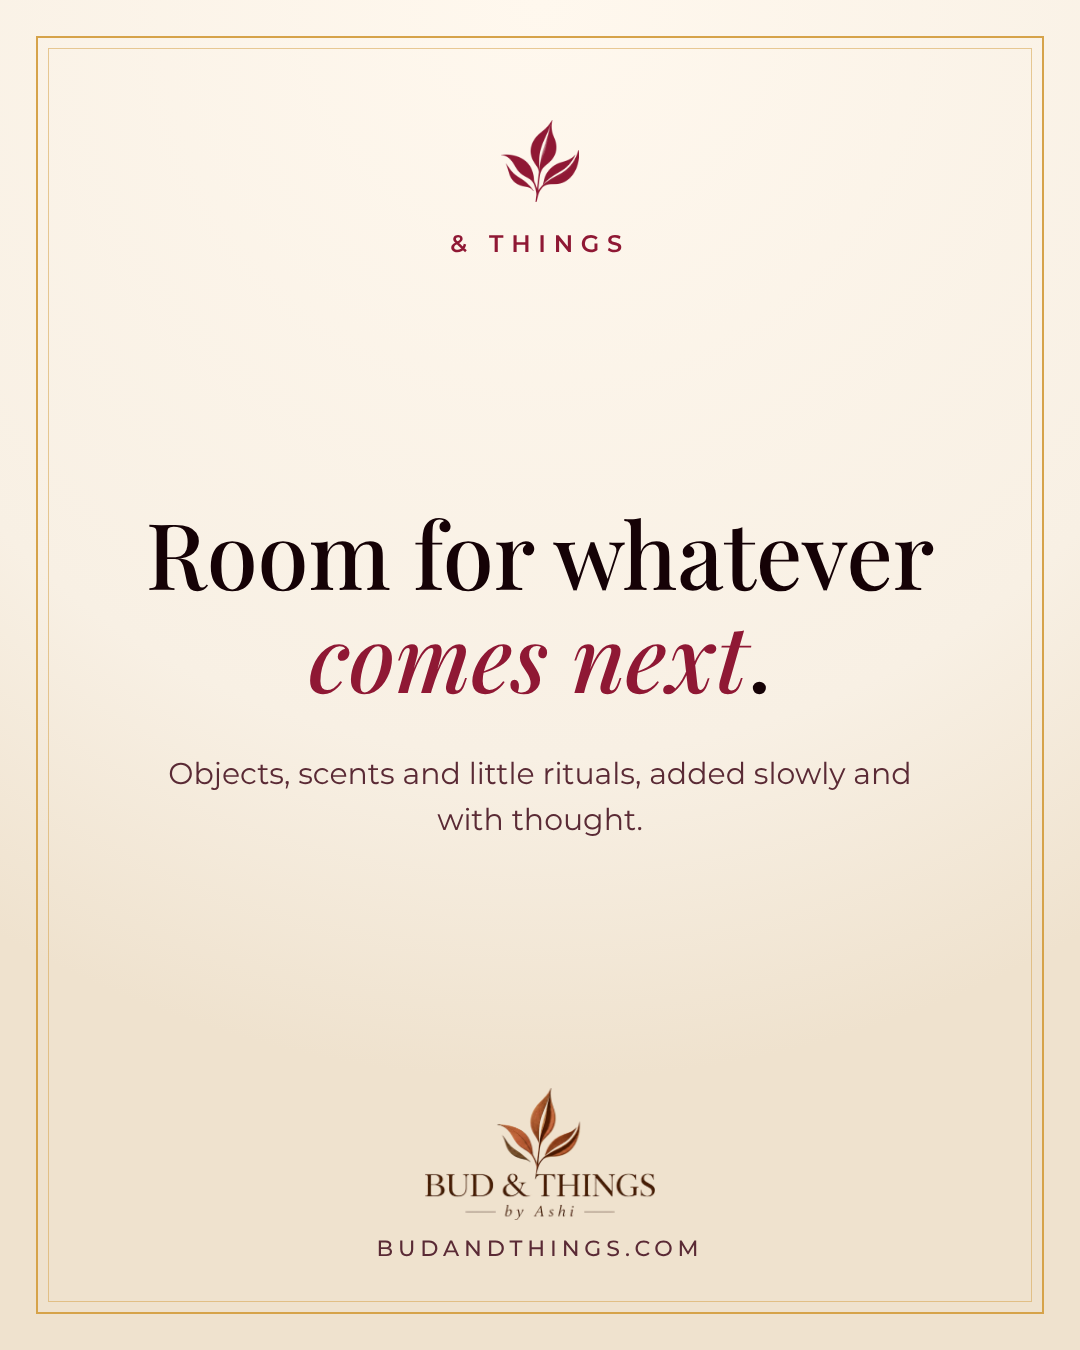 & THINGS
Room for whatever
comes next.
Objects, scents and little rituals, added slowly and
with thought.
BUD & THINGS
by Ashi
BUDANDTHINGS.COM